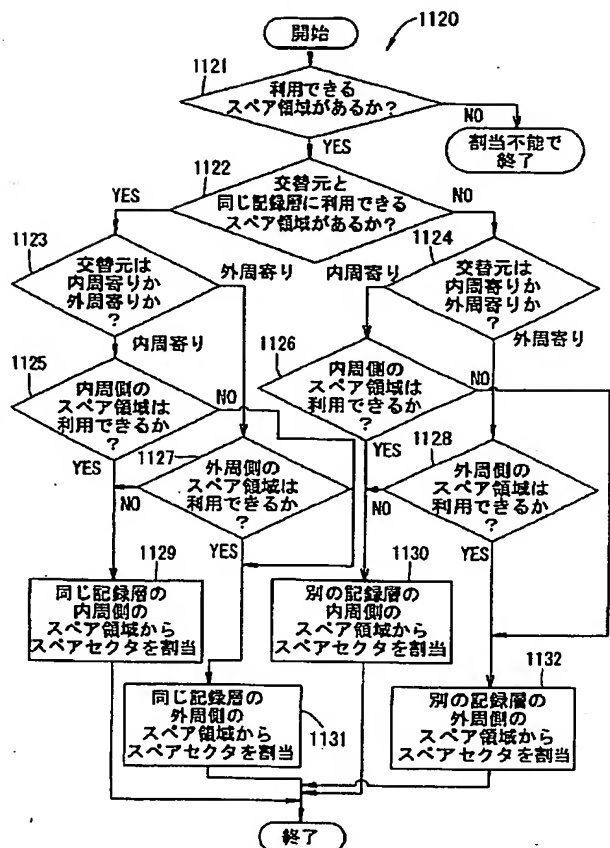 開始
1120
1121
利用できる
スペア領域があるか?
NO
割当不能で
終了
YES
1122
交替元と
同じ記録層に利用できる
スペア領域があるか?
YES
NO
1123
交替元は
内周寄りか
外周寄りか
?
外周寄り
内周寄り
1124
交替元は
内周寄りか
外周寄りか
?
内周寄り
外周寄り
1125
内周側の
スペア領域は
利用できるか
?
NO
YES
1126
内周側の
スペア領域は
利用できるか
?
NO
YES
1127
外周側の
スペア領域は
利用できるか
?
NO
YES
1128
外周側の
スペア領域は
利用できるか
?
NO
YES
1129
同じ記録層の
内周側の
スペア領域から
スペアセクタを割当
1130
別の記録層の
内周側の
スペア領域から
スペアセクタを割当
1131
同じ記録層の
外周側の
スペア領域から
スペアセクタを割当
1132
別の記録層の
外周側の
スペア領域から
スペアセクタを割当
終了